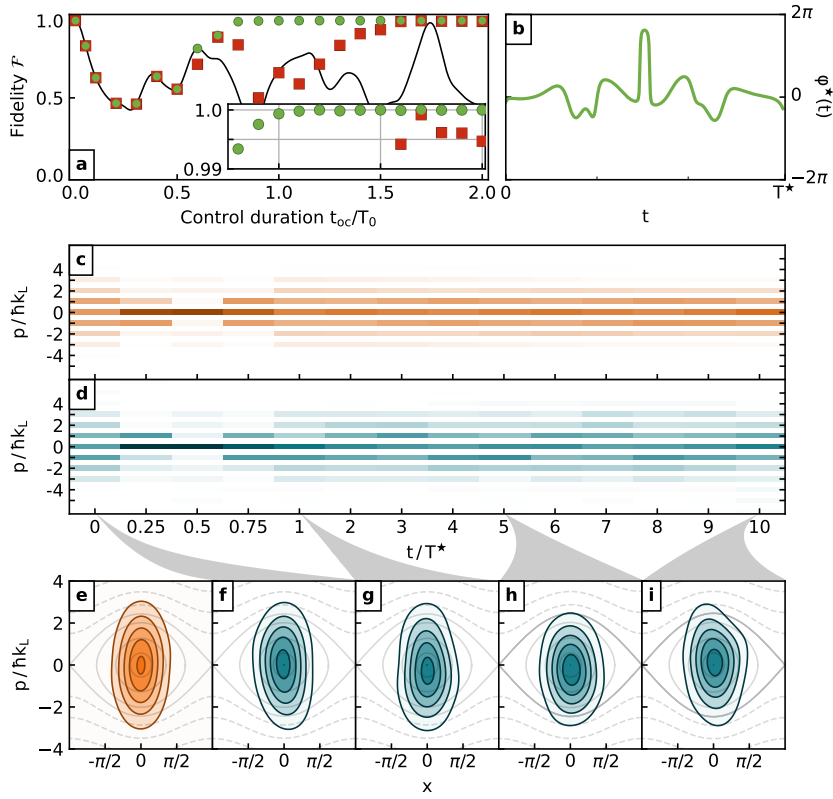 1.0
0.5
0.0
Fidelity 𝓕
a
1.0
0.99
0.0 0.5 1.0 1.5 2.0
Control duration t_oc/T_0
b
2π
0
−2π
φ★(t)
0 T★
t
c
4
2
0
-2
-4
p/ħk_L
d
4
2
0
-2
-4
p/ħk_L
0 0.25 0.5 0.75 1 2 3 4 5 6 7 8 9 10
t/T★
e f g h i
4
2
0
−2
−4
p/ħk_L
-π/2 0 π/2 -π/2 0 π/2 -π/2 0 π/2 -π/2 0 π/2 -π/2 0 π/2
x